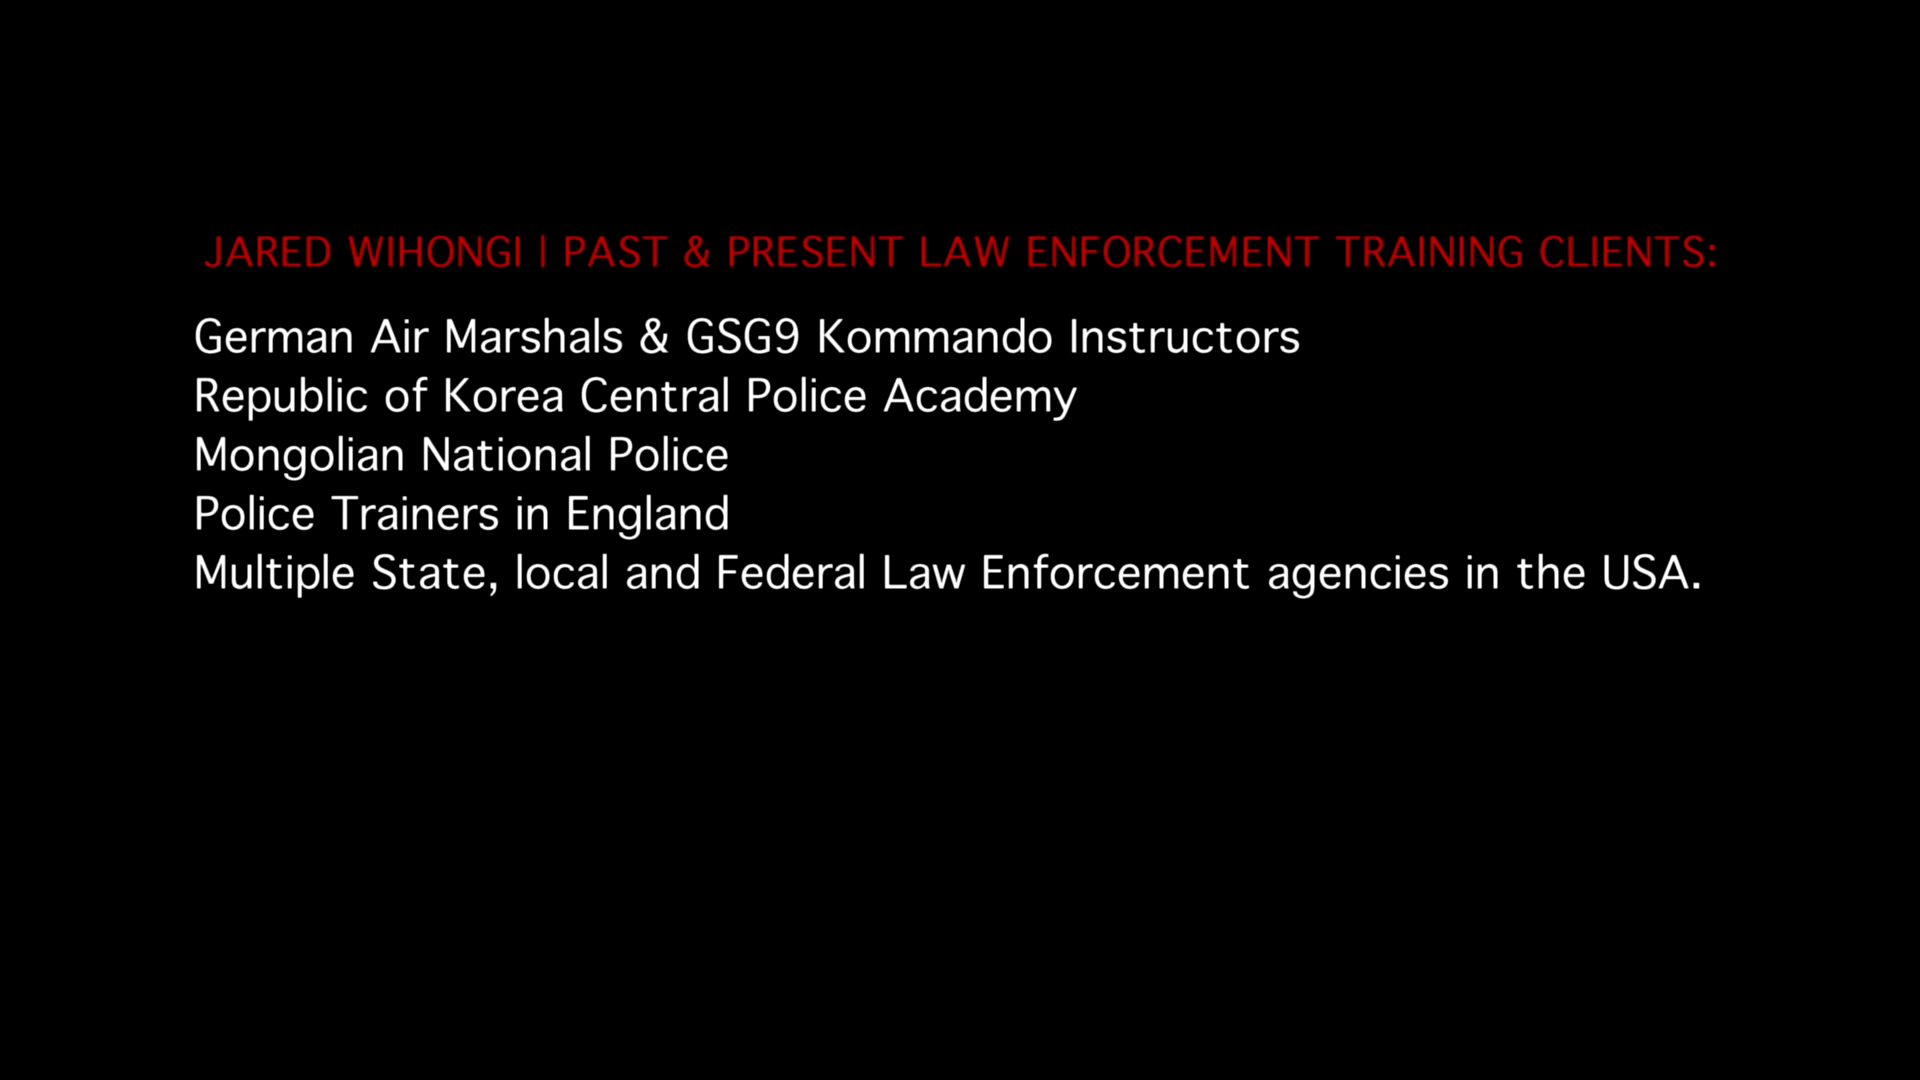 JARED WIHONGI | PAST & PRESENT LAW ENFORCEMENT TRAINING CLIENTS:
German Air Marshals & GSG9 Kommando Instructors
Republic of Korea Central Police Academy
Mongolian National Police
Police Trainers in England
Multiple State, local and Federal Law Enforcement agencies in the USA.